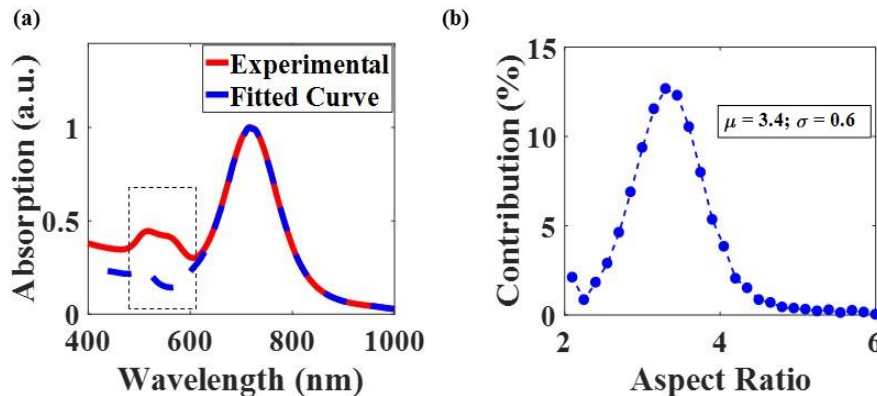 (a)
Absorption (a.u.)
1
0.5
0
Experimental
Fitted Curve
400
600
800
1000
Wavelength (nm)
(b)
Contribution (%)
15
10
5
0
μ = 3.4; σ = 0.6
2
4
6
Aspect Ratio